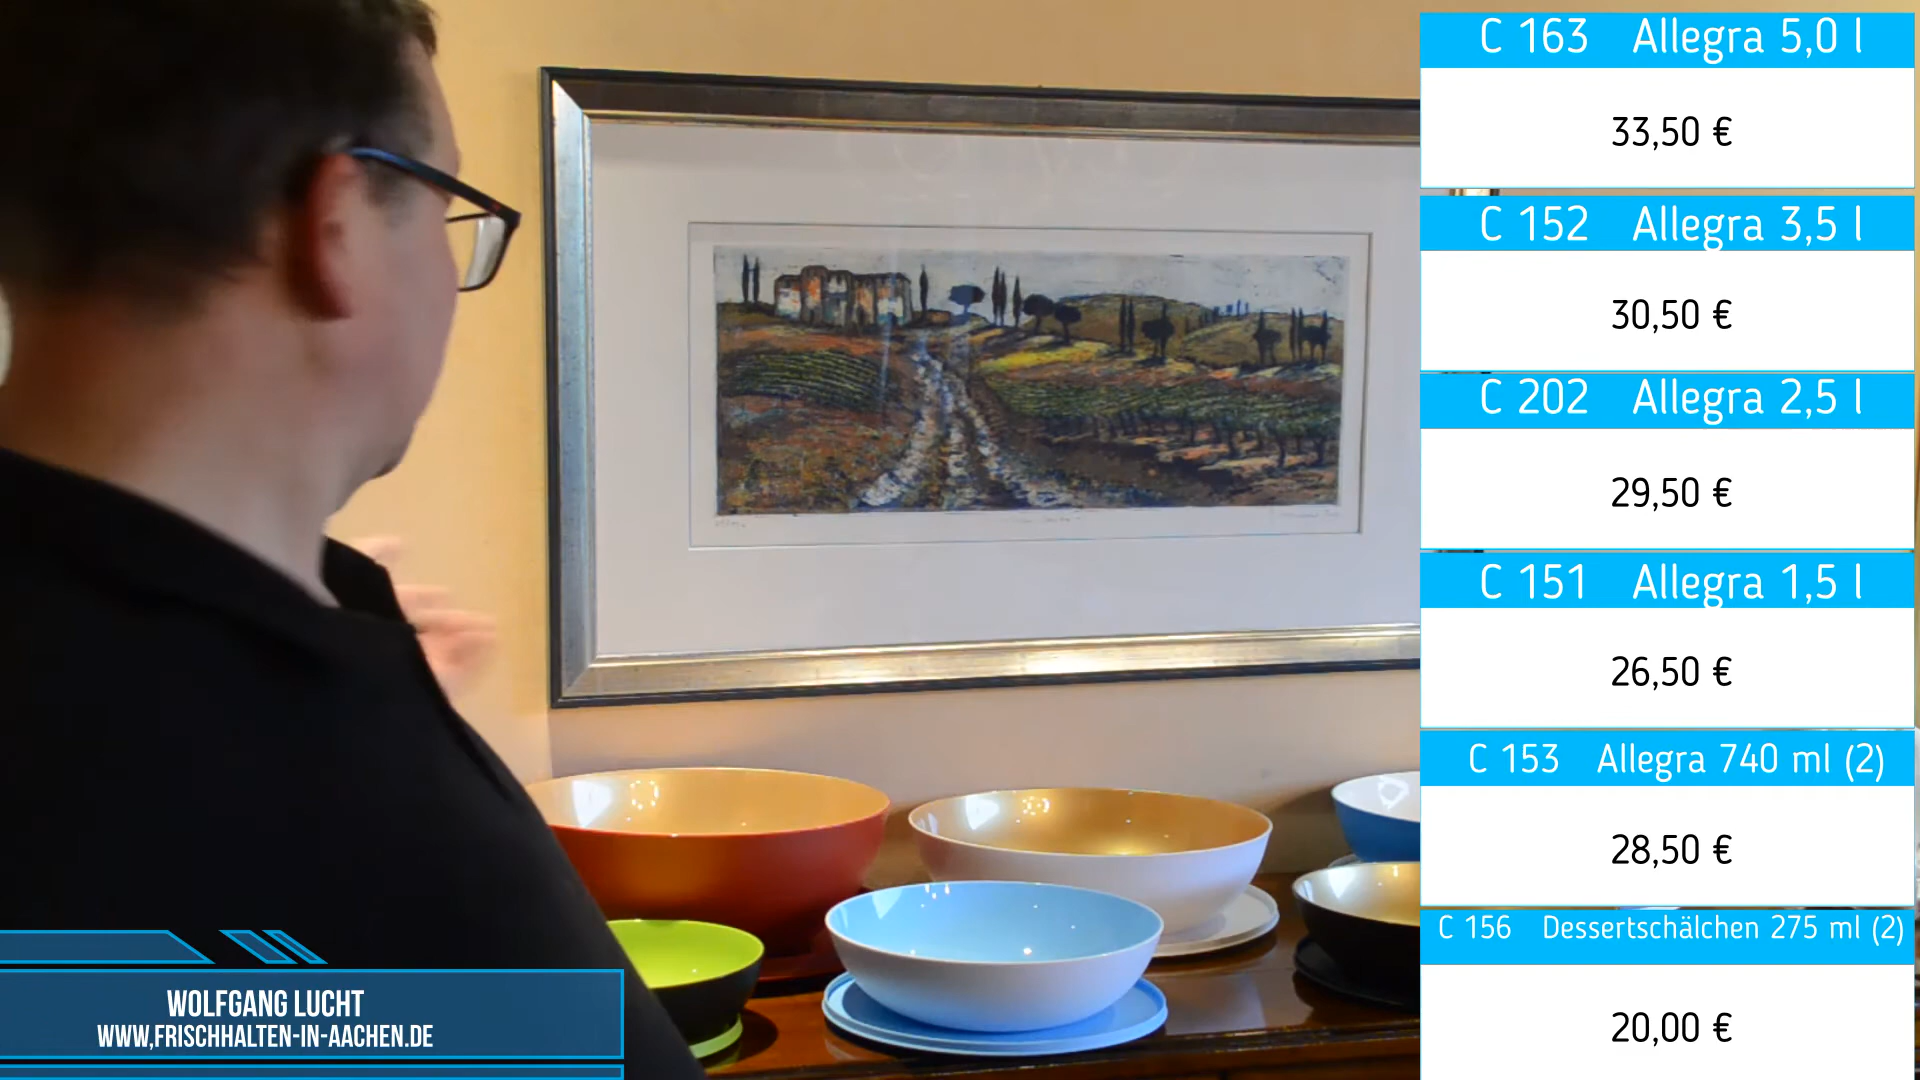 C 163 Allegra 5,0 l
33,50 €
C 152 Allegra 3,5 l
30,50 €
C 202 Allegra 2,5 l
29,50 €
C 151 Allegra 1,5 l
26,50 €
C 153 Allegra 740 ml (2)
28,50 €
C 156 Dessertschälchen 275 ml (2)
20,00 €
WOLFGANG LUCHT
WWW,FRISCHHALTEN-IN-AACHEN.DE